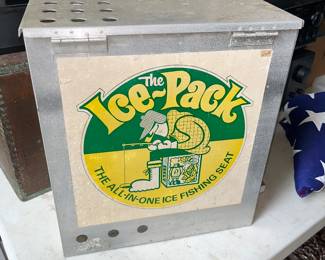 The
Ice-Pack
THE ALL-IN-ONE ICE FISHING SEAT